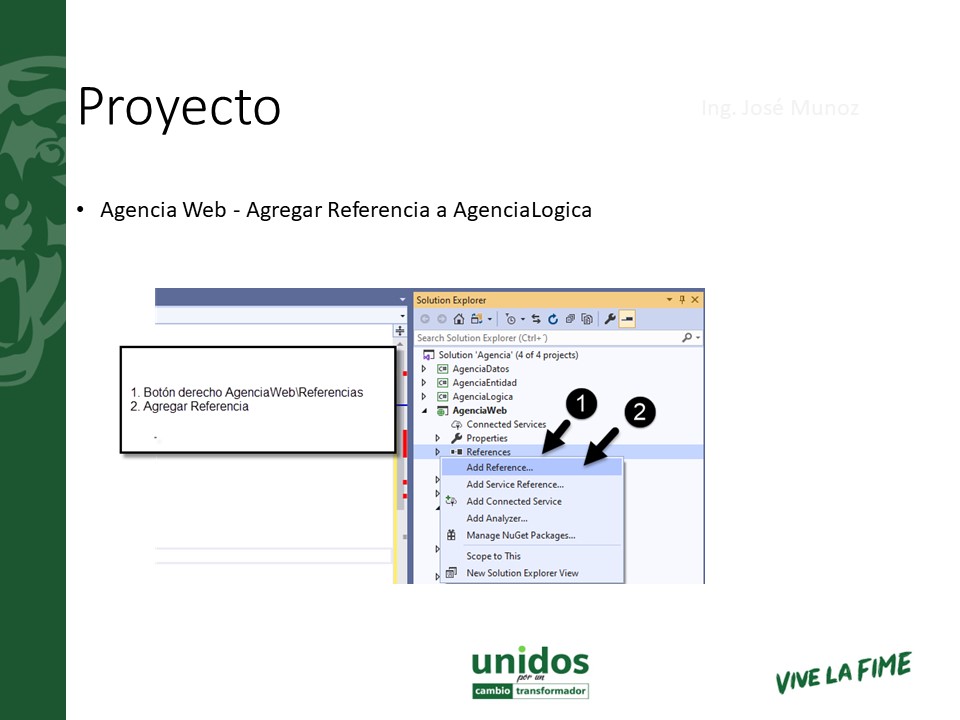 Proyecto
Ing. José Munoz
• Agencia Web - Agregar Referencia a AgenciaLogica
1. Botón derecho AgenciaWeb\Referencias
2. Agregar Referencia
Solution Explorer
Search Solution Explorer (Ctrl+´)
Solution 'Agencia' (4 of 4 projects)
AgenciaDatos
AgenciaEntidad
AgenciaLogica
AgenciaWeb
Connected Services
Properties
References
1
2
Add Reference...
Add Service Reference...
Add Connected Service
Add Analyzer...
Manage NuGet Packages...
Scope to This
New Solution Explorer View
unidos
por un
cambio transformador
VIVE LA FIME